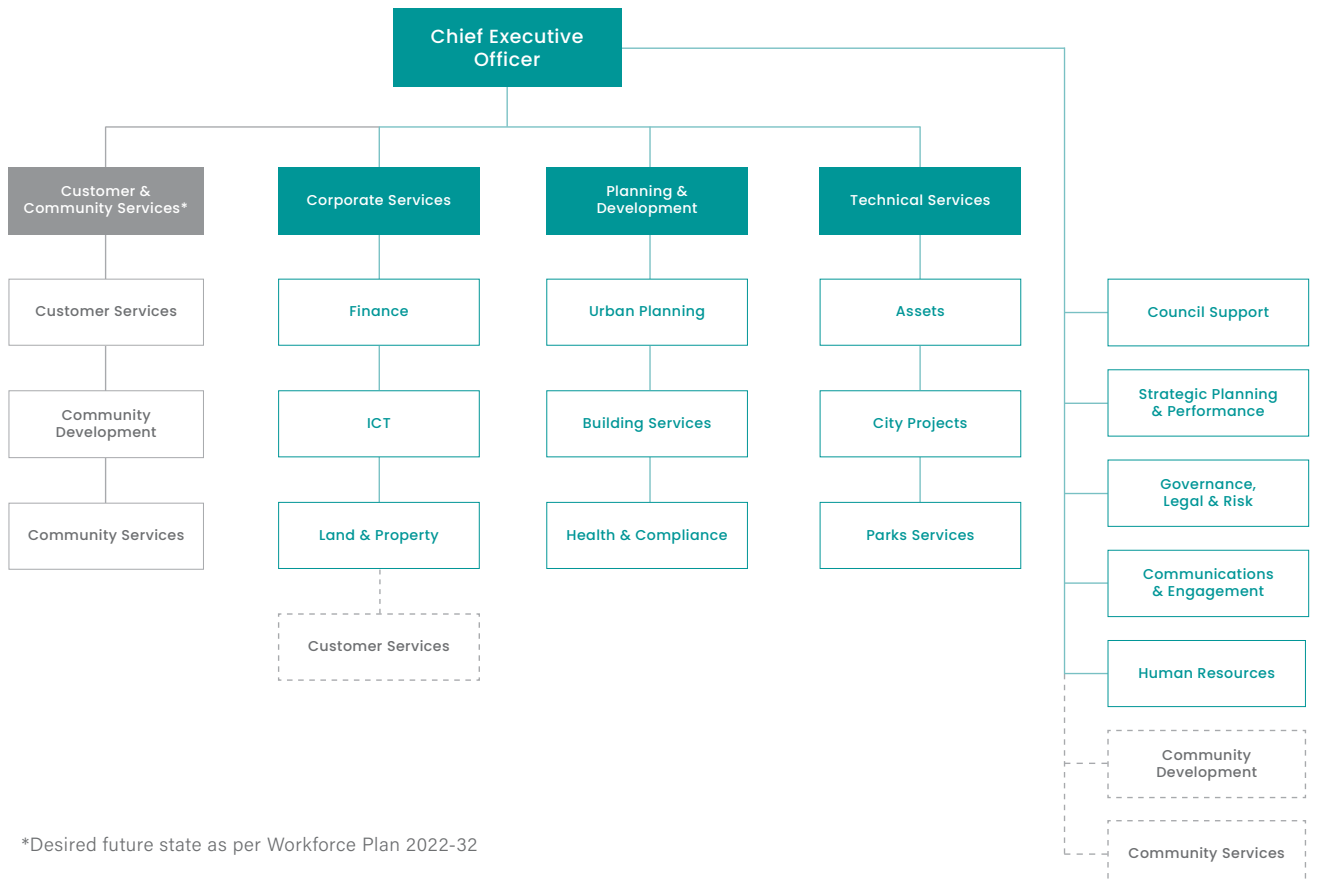 Chief Executive
Officer
Customer &
Community Services*
Corporate Services
Planning &
Development
Technical Services
Customer Services
Finance
Urban Planning
Assets
Council Support
Community
Development
ICT
Building Services
City Projects
Strategic Planning
& Performance
Community Services
Land & Property
Health & Compliance
Parks Services
Governance,
Legal & Risk
Communications
& Engagement
Customer Services
Human Resources
Community
Development
Community Services
*Desired future state as per Workforce Plan 2022-32